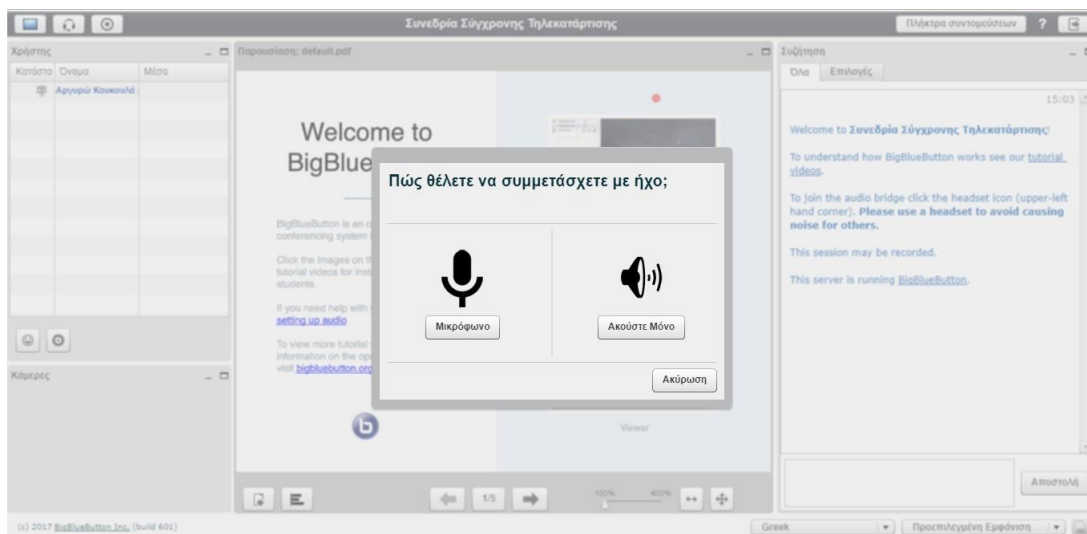 Συνεδρία Σύγχρονης Τηλεκατάρτισης
Πλήκτρα συντομεύσεων
?
Χρήστης
Κατάστα Όνομα Μέσα
Αργυρώ Κουκουλά
Κάμερες
Παρουσίαση: default.pdf
Welcome to
BigBlue
BigBlueButton is an o
conferencing system
Click the images on t
tutorial videos for inst
students.
If you need help with
setting up audio
To view more tutorial
information on the op
visit bigbluebutton.org
Viewer
1/5
100% 400%
Πώς θέλετε να συμμετάσχετε με ήχο;
Μικρόφωνο
Ακούστε Μόνο
Ακύρωση
Συζήτηση
Όλα Επιλογές
15:03
Welcome to Συνεδρία Σύγχρονης Τηλεκατάρτισης!
To understand how BigBlueButton works see our tutorial
videos.
To join the audio bridge click the headset icon (upper-left
hand corner). Please use a headset to avoid causing
noise for others.
This session may be recorded.
This server is running BigBlueButton.
Αποστολή
(c) 2017 BigBlueButton Inc. (build 601)
Greek
Προεπιλεγμένη Εμφάνιση